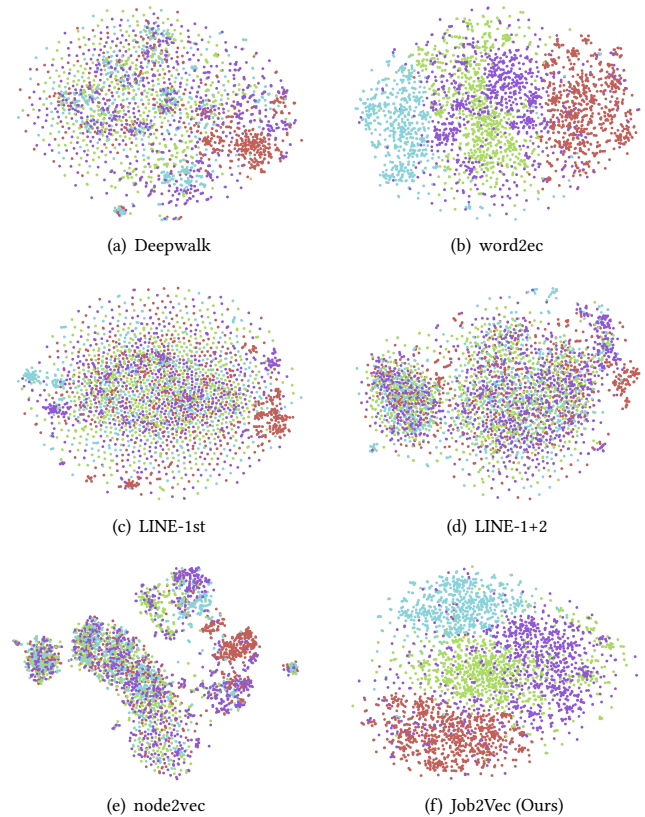 (a) Deepwalk
(b) word2ec
(c) LINE-1st
(d) LINE-1+2
(e) node2vec
(f) Job2Vec (Ours)